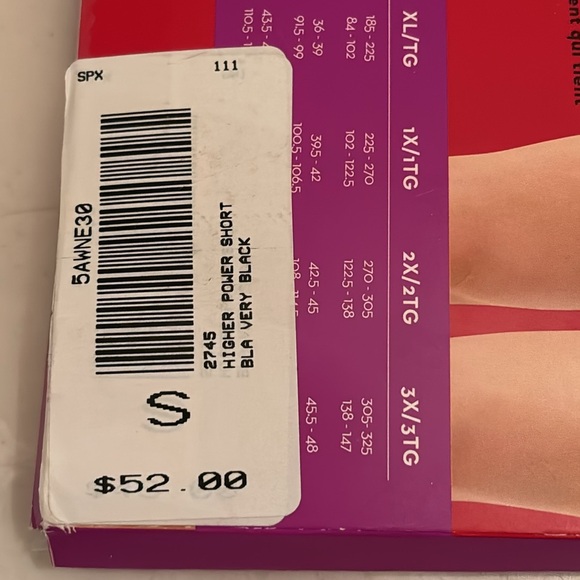 SPX 111
5AWNE30
2745
HIGHER POWER SHORT
BLA VERY BLACK
S
$52.00
XL/TG
185 - 225
84 - 102
36 - 39
91.5 - 99
1X/1TG
225 - 270
102 - 122.5
39.5 - 42
100.5 - 106.5
2X/2TG
270 - 305
122.5 - 138
42.5 - 45
3X/3TG
305 - 325
138 - 147
45.5 - 48
qui